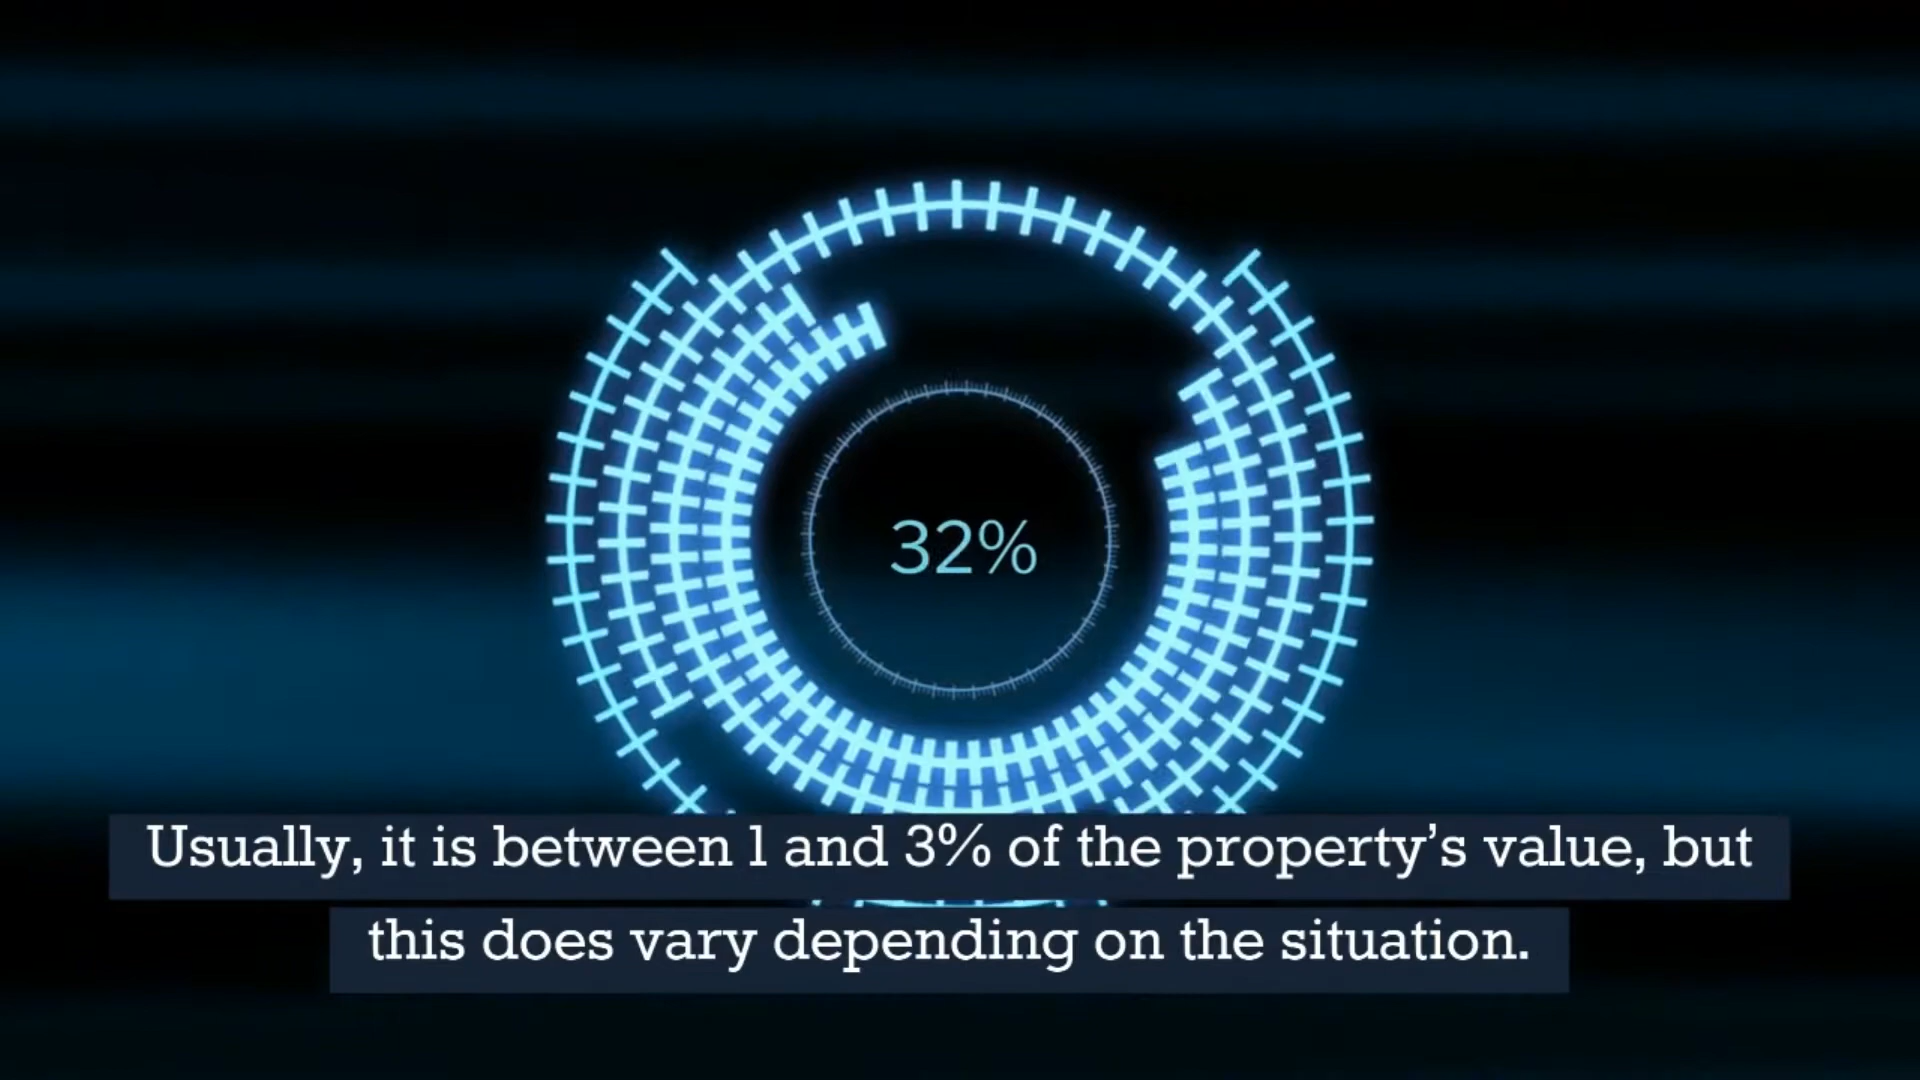 32%
Usually, it is between 1 and 3% of the property’s value, but
this does vary depending on the situation.